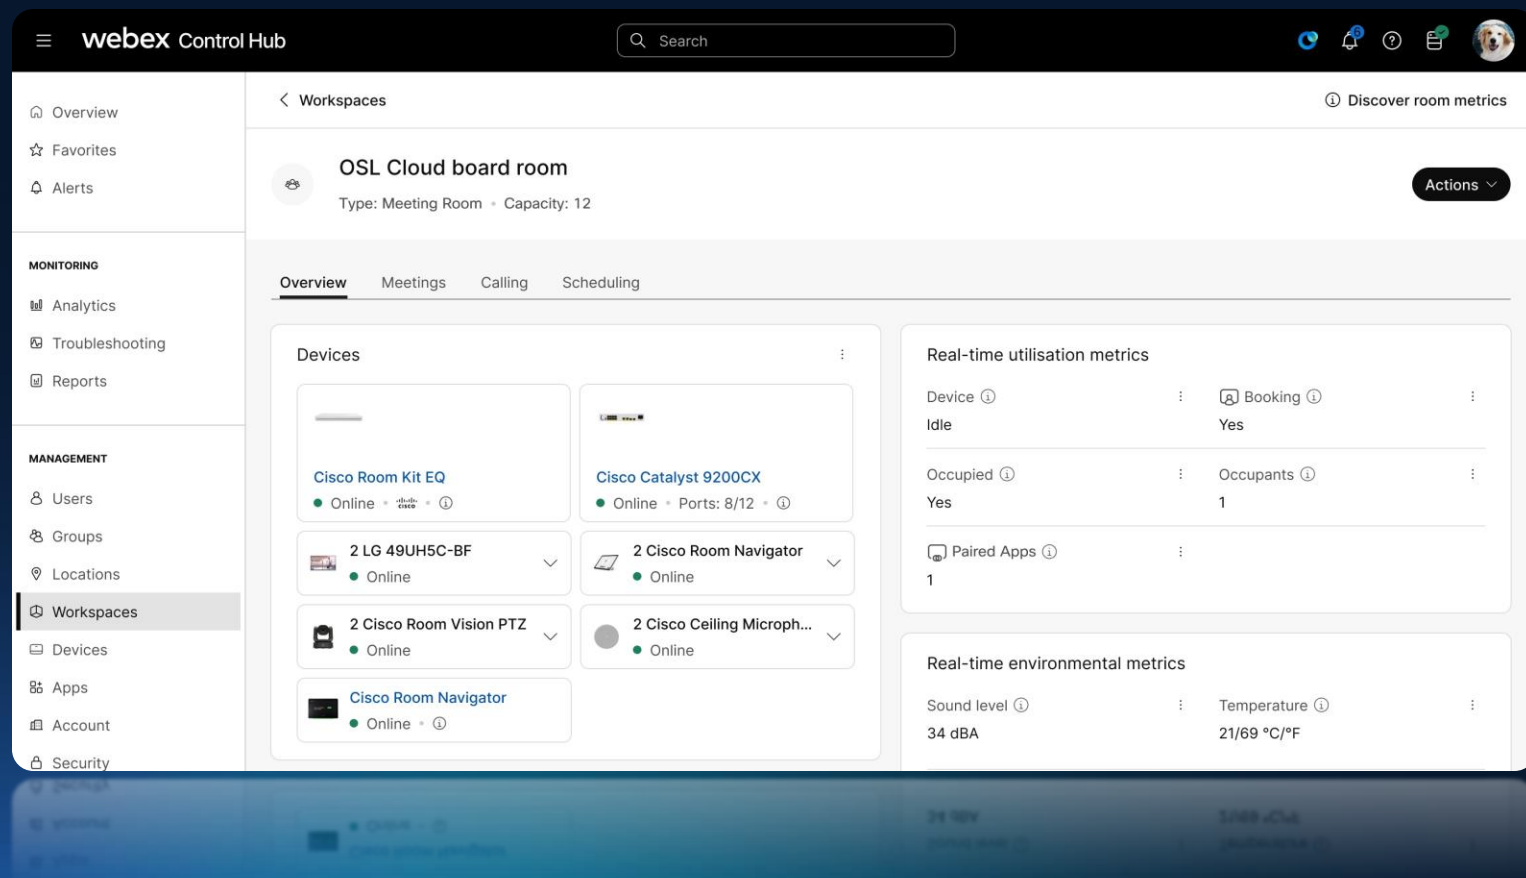 webex Control Hub
Search
6
Overview
Favorites
Alerts
MONITORING
Analytics
Troubleshooting
Reports
MANAGEMENT
Users
Groups
Locations
Workspaces
Devices
Apps
Account
Security
Workspaces
Discover room metrics
OSL Cloud board room
Type: Meeting Room • Capacity: 12
Actions
Overview Meetings Calling Scheduling
Devices
Cisco Room Kit EQ
Online • cisco •
Cisco Catalyst 9200CX
Online • Ports: 8/12 •
2 LG 49UH5C-BF
Online
2 Cisco Room Navigator
Online
2 Cisco Room Vision PTZ
Online
2 Cisco Ceiling Microph...
Online
Cisco Room Navigator
Online •
Real-time utilisation metrics
Device
Idle
Booking
Yes
Occupied
Yes
Occupants
1
Paired Apps
1
Real-time environmental metrics
Sound level
34 dBA
Temperature
21/69 °C/°F